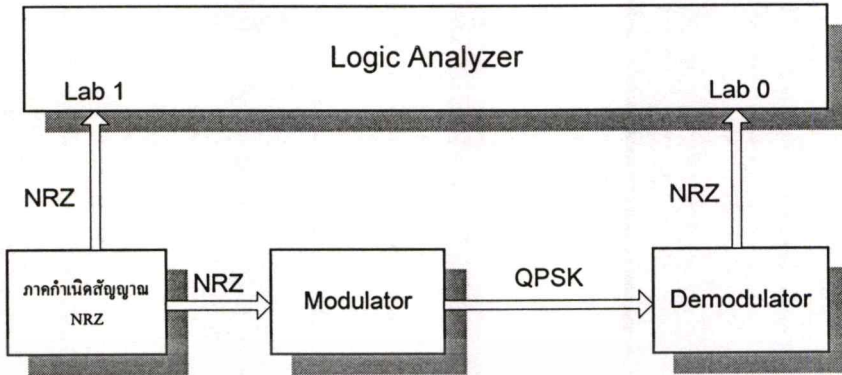 Logic Analyzer
Lab 1
Lab 0
NRZ
NRZ
ภาคกำเนิดสัญญาณ
NRZ
NRZ
Modulator
QPSK
Demodulator